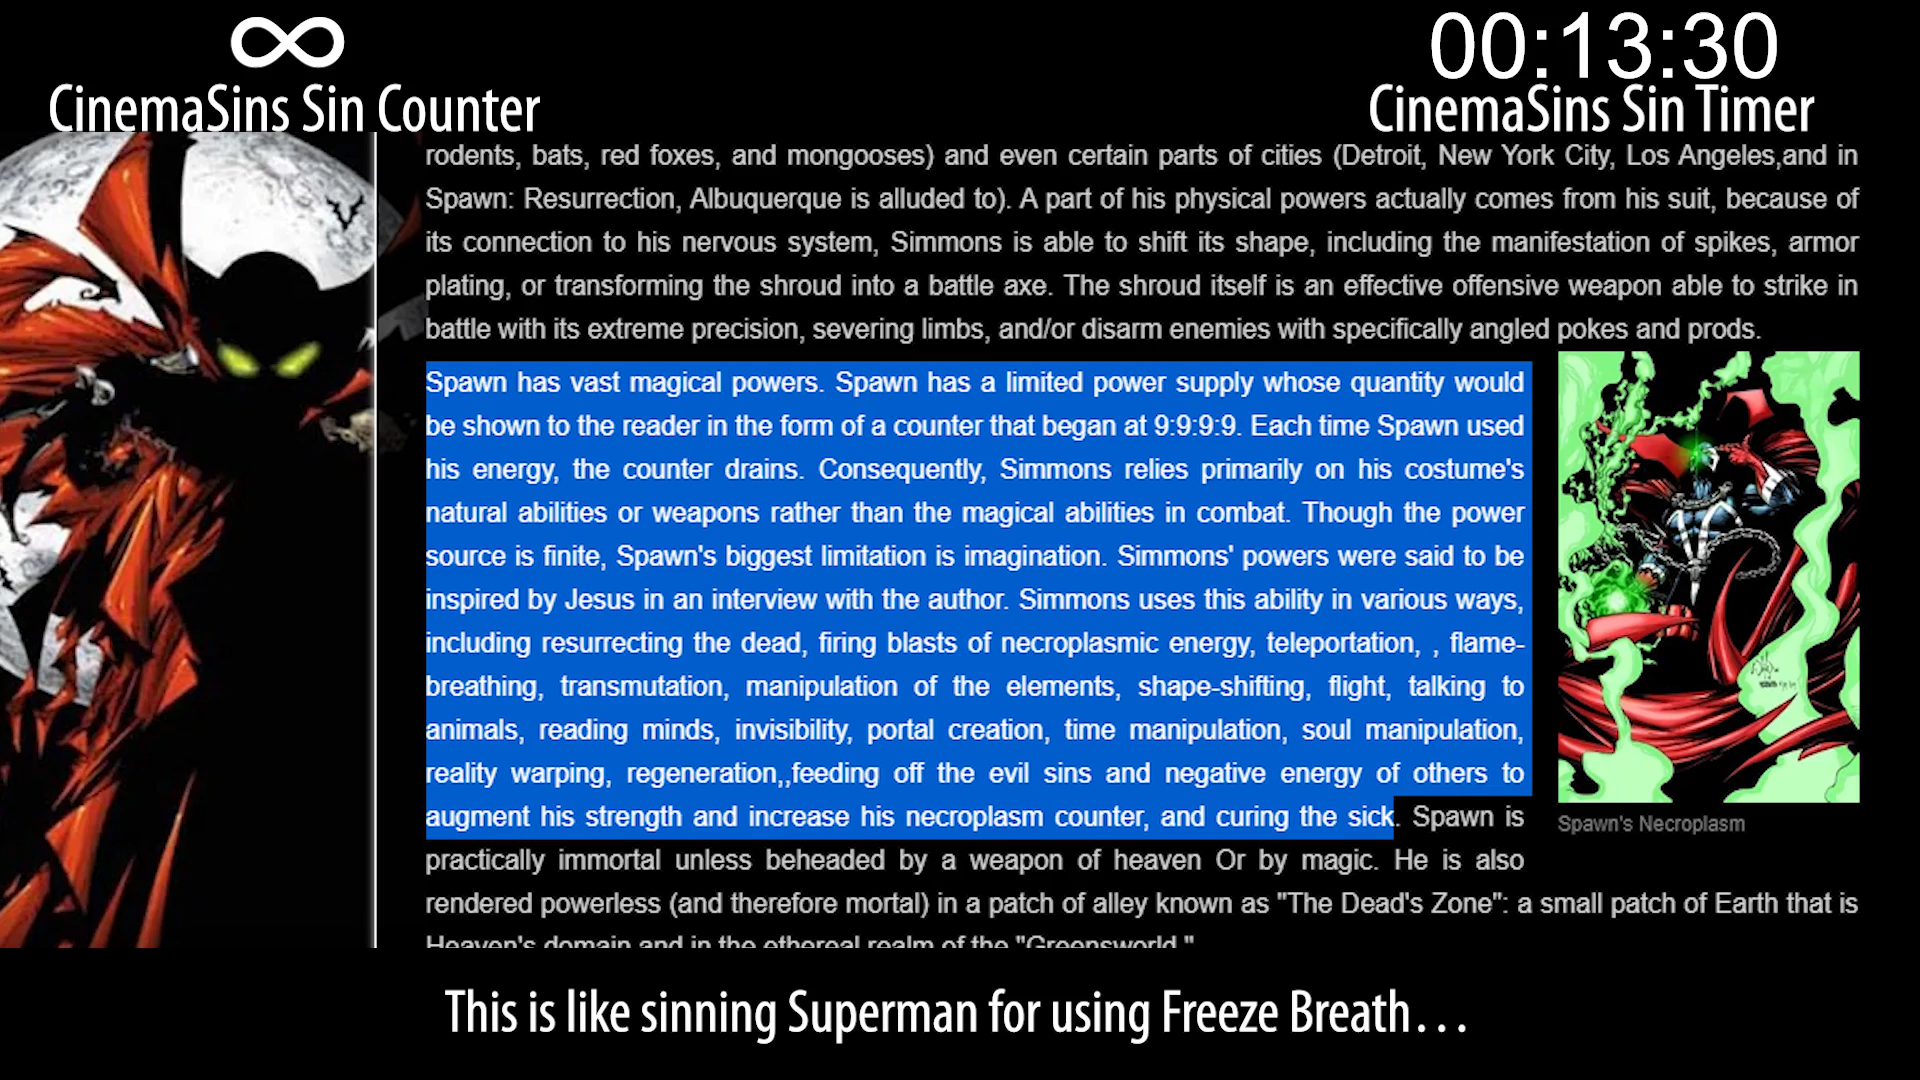 ∞
CinemaSins Sin Counter
00:13:30
CinemaSins Sin Timer
rodents, bats, red foxes, and mongooses) and even certain parts of cities (Detroit, New York City, Los Angeles,and in
Spawn: Resurrection, Albuquerque is alluded to). A part of his physical powers actually comes from his suit, because of
its connection to his nervous system, Simmons is able to shift its shape, including the manifestation of spikes, armor
plating, or transforming the shroud into a battle axe. The shroud itself is an effective offensive weapon able to strike in
battle with its extreme precision, severing limbs, and/or disarm enemies with specifically angled pokes and prods.
Spawn has vast magical powers. Spawn has a limited power supply whose quantity would
be shown to the reader in the form of a counter that began at 9:9:9:9. Each time Spawn used
his energy, the counter drains. Consequently, Simmons relies primarily on his costume's
natural abilities or weapons rather than the magical abilities in combat. Though the power
source is finite, Spawn's biggest limitation is imagination. Simmons' powers were said to be
inspired by Jesus in an interview with the author. Simmons uses this ability in various ways,
including resurrecting the dead, firing blasts of necroplasmic energy, teleportation, , flame-
breathing, transmutation, manipulation of the elements, shape-shifting, flight, talking to
animals, reading minds, invisibility, portal creation, time manipulation, soul manipulation,
reality warping, regeneration,,feeding off the evil sins and negative energy of others to
augment his strength and increase his necroplasm counter, and curing the sick. Spawn is
practically immortal unless beheaded by a weapon of heaven Or by magic. He is also
rendered powerless (and therefore mortal) in a patch of alley known as "The Dead's Zone": a small patch of Earth that is
Heaven's domain and in the ethereal realm of the "Greensworld."
Spawn's Necroplasm
This is like sinning Superman for using Freeze Breath...